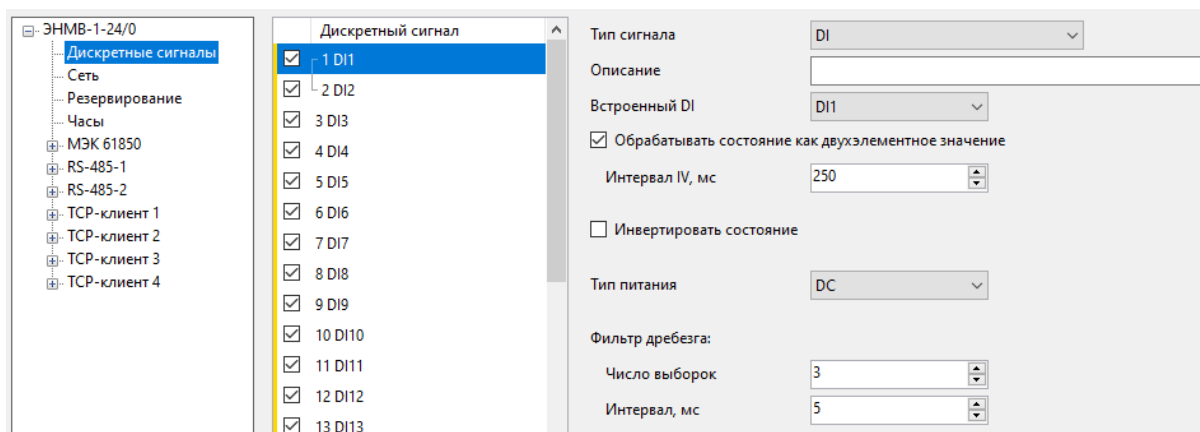 ЭНМВ-1-24/0
Дискретные сигналы
Сеть
Резервирование
Часы
МЭК 61850
RS-485-1
RS-485-2
TCP-клиент 1
TCP-клиент 2
TCP-клиент 3
TCP-клиент 4
Дискретный сигнал
1 DI1
2 DI2
3 DI3
4 DI4
5 DI5
6 DI6
7 DI7
8 DI8
9 DI9
10 DI10
11 DI11
12 DI12
13 DI13
Тип сигнала DI
Описание
Встроенный DI DI1
Обрабатывать состояние как двухэлементное значение
Интервал IV, мс 250
Инвертировать состояние
Тип питания DC
Фильтр дребезга:
Число выборок 3
Интервал, мс 5